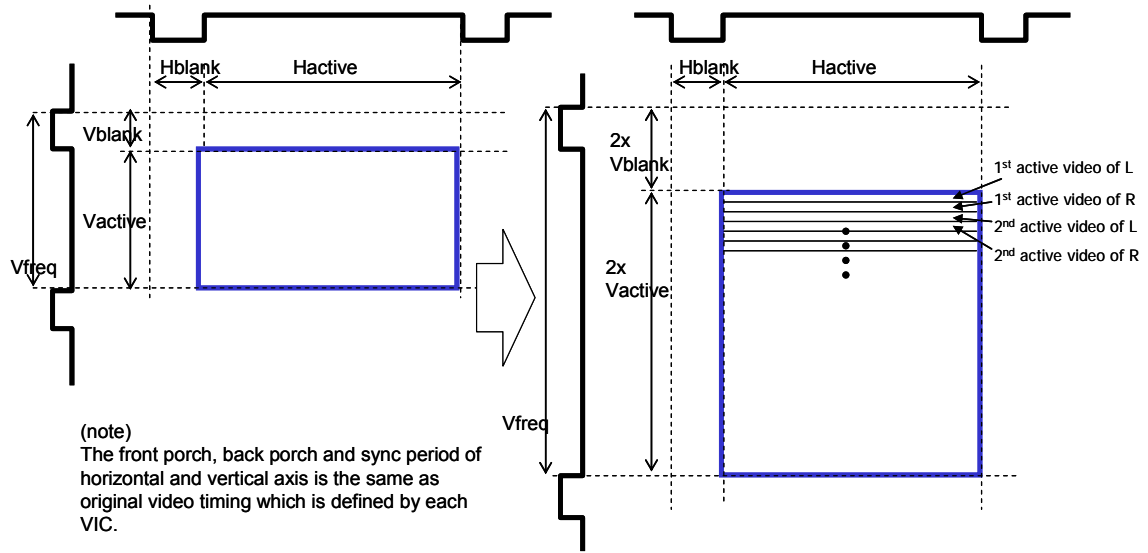 Hblank
Hactive
Vblank
Vactive
Vfreq
(note)
The front porch, back porch and sync period of
horizontal and vertical axis is the same as
original video timing which is defined by each
VIC.
Hblank
Hactive
2x
Vblank
2x
Vactive
Vfreq
1st active video of L
1st active video of R
2nd active video of L
2nd active video of R